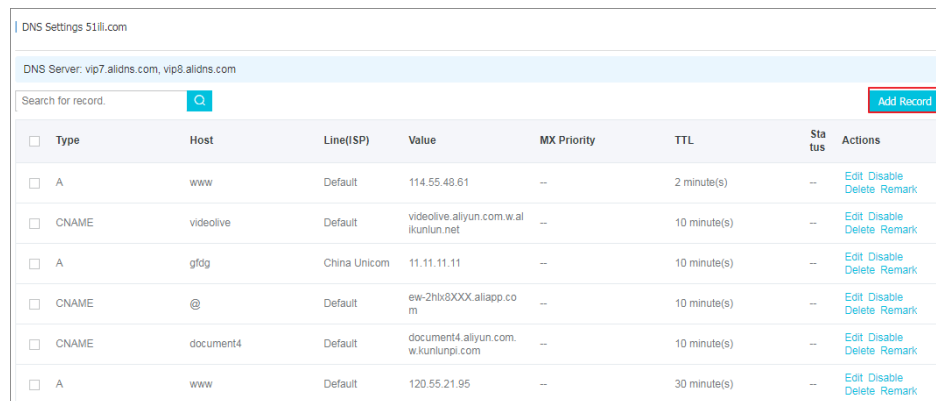 DNS Settings 51ili.com
DNS Server: vip7.alidns.com, vip8.alidns.com
Search for record. Add Record
Type Host Line(ISP) Value MX Priority TTL Sta
tus Actions
A www Default 114.55.48.61 -- 2 minute(s) -- Edit Disable
Delete Remark
CNAME videolive Default videolive.aliyun.com.w.al
ikunlun.net -- 10 minute(s) -- Edit Disable
Delete Remark
A gfdg China Unicom 11.11.11.11 -- 10 minute(s) -- Edit Disable
Delete Remark
CNAME @ Default ew-2hlx8XXX.aliapp.co
m -- 10 minute(s) -- Edit Disable
Delete Remark
CNAME document4 Default document4.aliyun.com.
w.kunlunpi.com -- 10 minute(s) -- Edit Disable
Delete Remark
A www Default 120.55.21.95 -- 30 minute(s) -- Edit Disable
Delete Remark